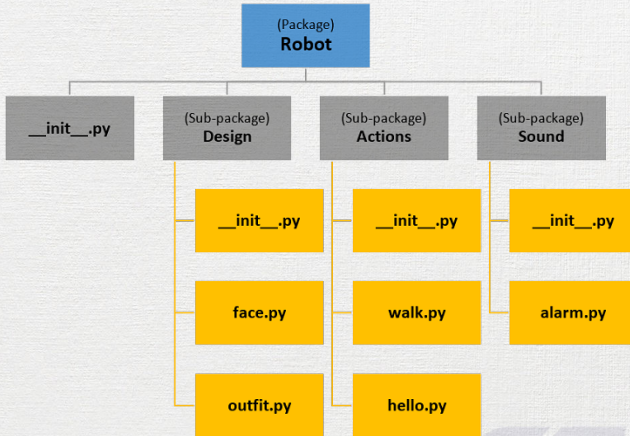 (Package)
Robot
__init__.py
(Sub-package)
Design
(Sub-package)
Actions
(Sub-package)
Sound
__init__.py
__init__.py
__init__.py
face.py
walk.py
alarm.py
outfit.py
hello.py